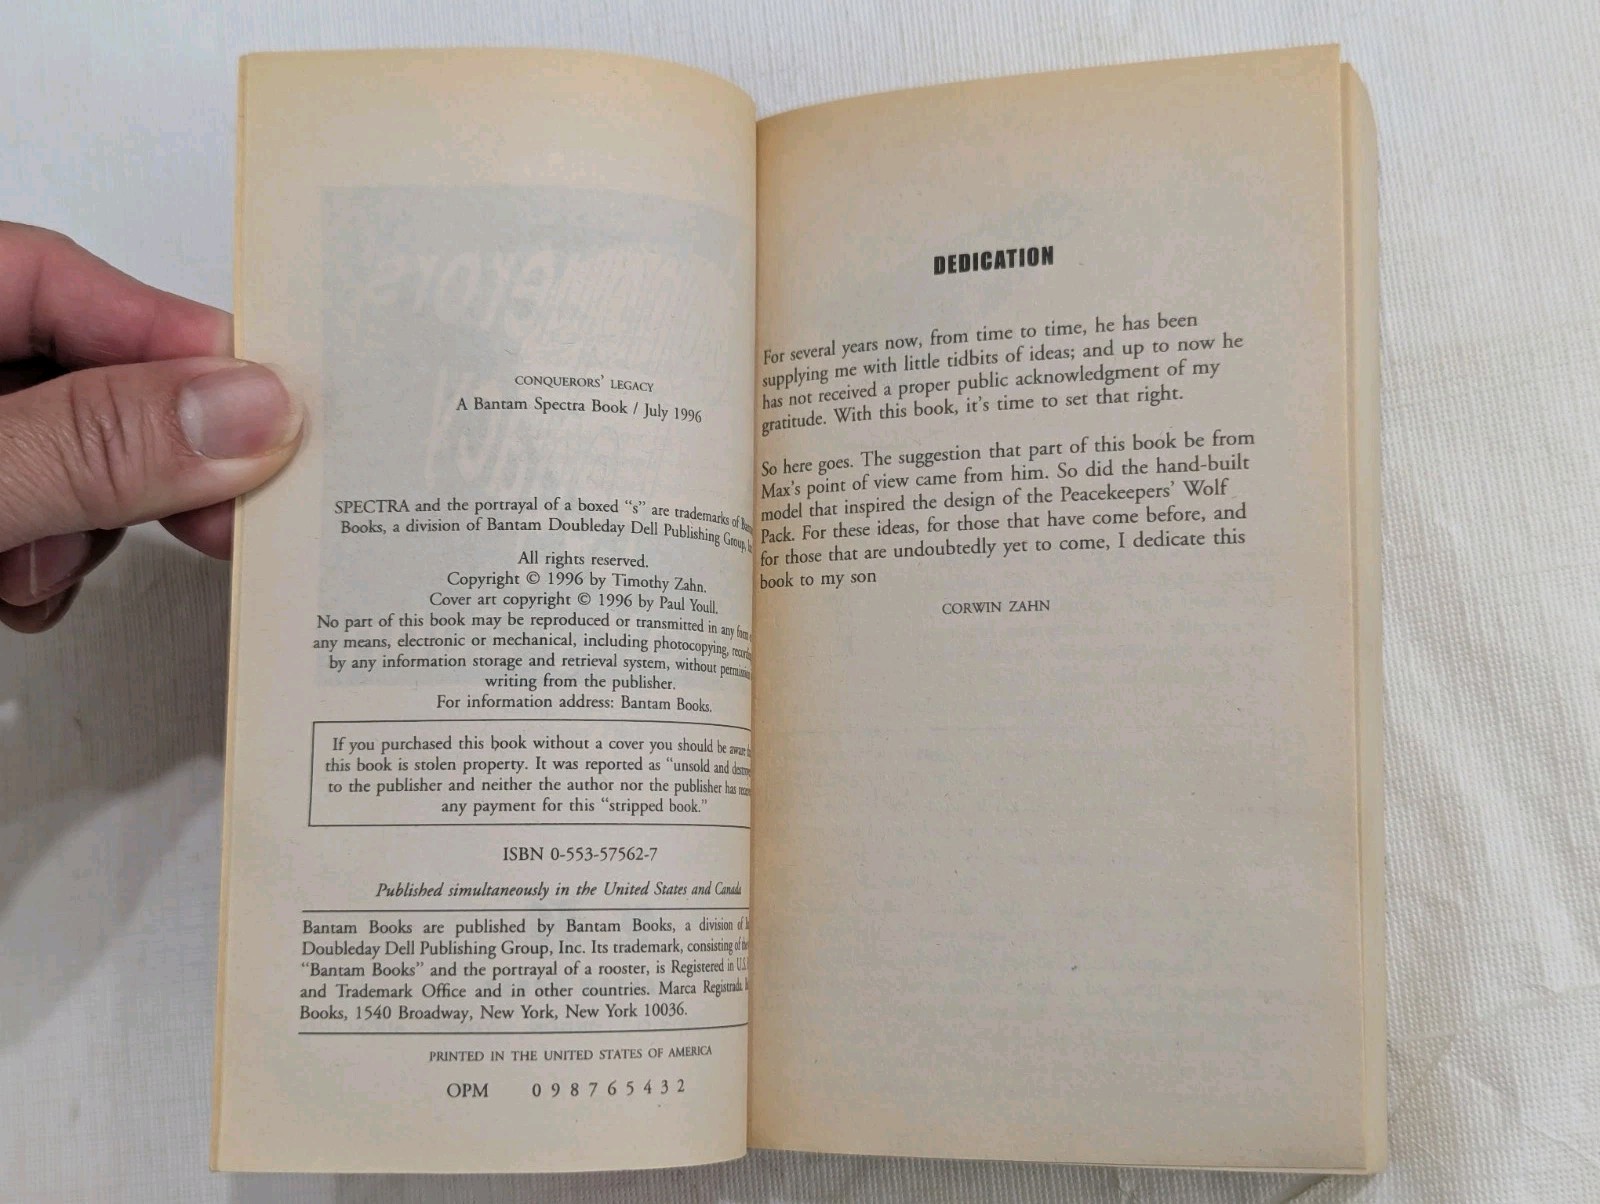 CONQUERORS' LEGACY
A Bantam Spectra Book / July 1996
SPECTRA and the portrayal of a boxed "s" are trademarks of
Books, a division of Bantam Doubleday Dell Publishing Group,
All rights reserved.
Copyright © 1996 by Timothy Zahn.
Cover art copyright © 1996 by Paul Youll.
No part of this book may be reproduced or transmitted in any form
any means, electronic or mechanical, including photocopying,
by any information storage and retrieval system, without
writing from the publisher.
For information address: Bantam Books.
If you purchased this book without a cover you should be aware
this book is stolen property. It was reported as "unsold and
to the publisher and neither the author nor the publisher has
any payment for this "stripped book."
ISBN 0-553-57562-7
Published simultaneously in the United States and Canada
Bantam Books are published by Bantam Books, a division of
Doubleday Dell Publishing Group, Inc. Its trademark, consisting of
"Bantam Books" and the portrayal of a rooster, is Registered in U.S.
and Trademark Office and in other countries. Marca Registrada.
Books, 1540 Broadway, New York, New York 10036.
PRINTED IN THE UNITED STATES OF AMERICA
OPM 0 9 8 7 6 5 4 3 2
DEDICATION
For several years now, from time to time, he has been
supplying me with little tidbits of ideas; and up to now he
has not received a proper public acknowledgment of my
gratitude. With this book, it's time to set that right.
So here goes. The suggestion that part of this book be from
Max's point of view came from him. So did the hand-built
model that inspired the design of the Peacekeepers' Wolf
Pack. For these ideas, for those that have come before, and
for those that are undoubtedly yet to come, I dedicate this
book to my son
CORWIN ZAHN